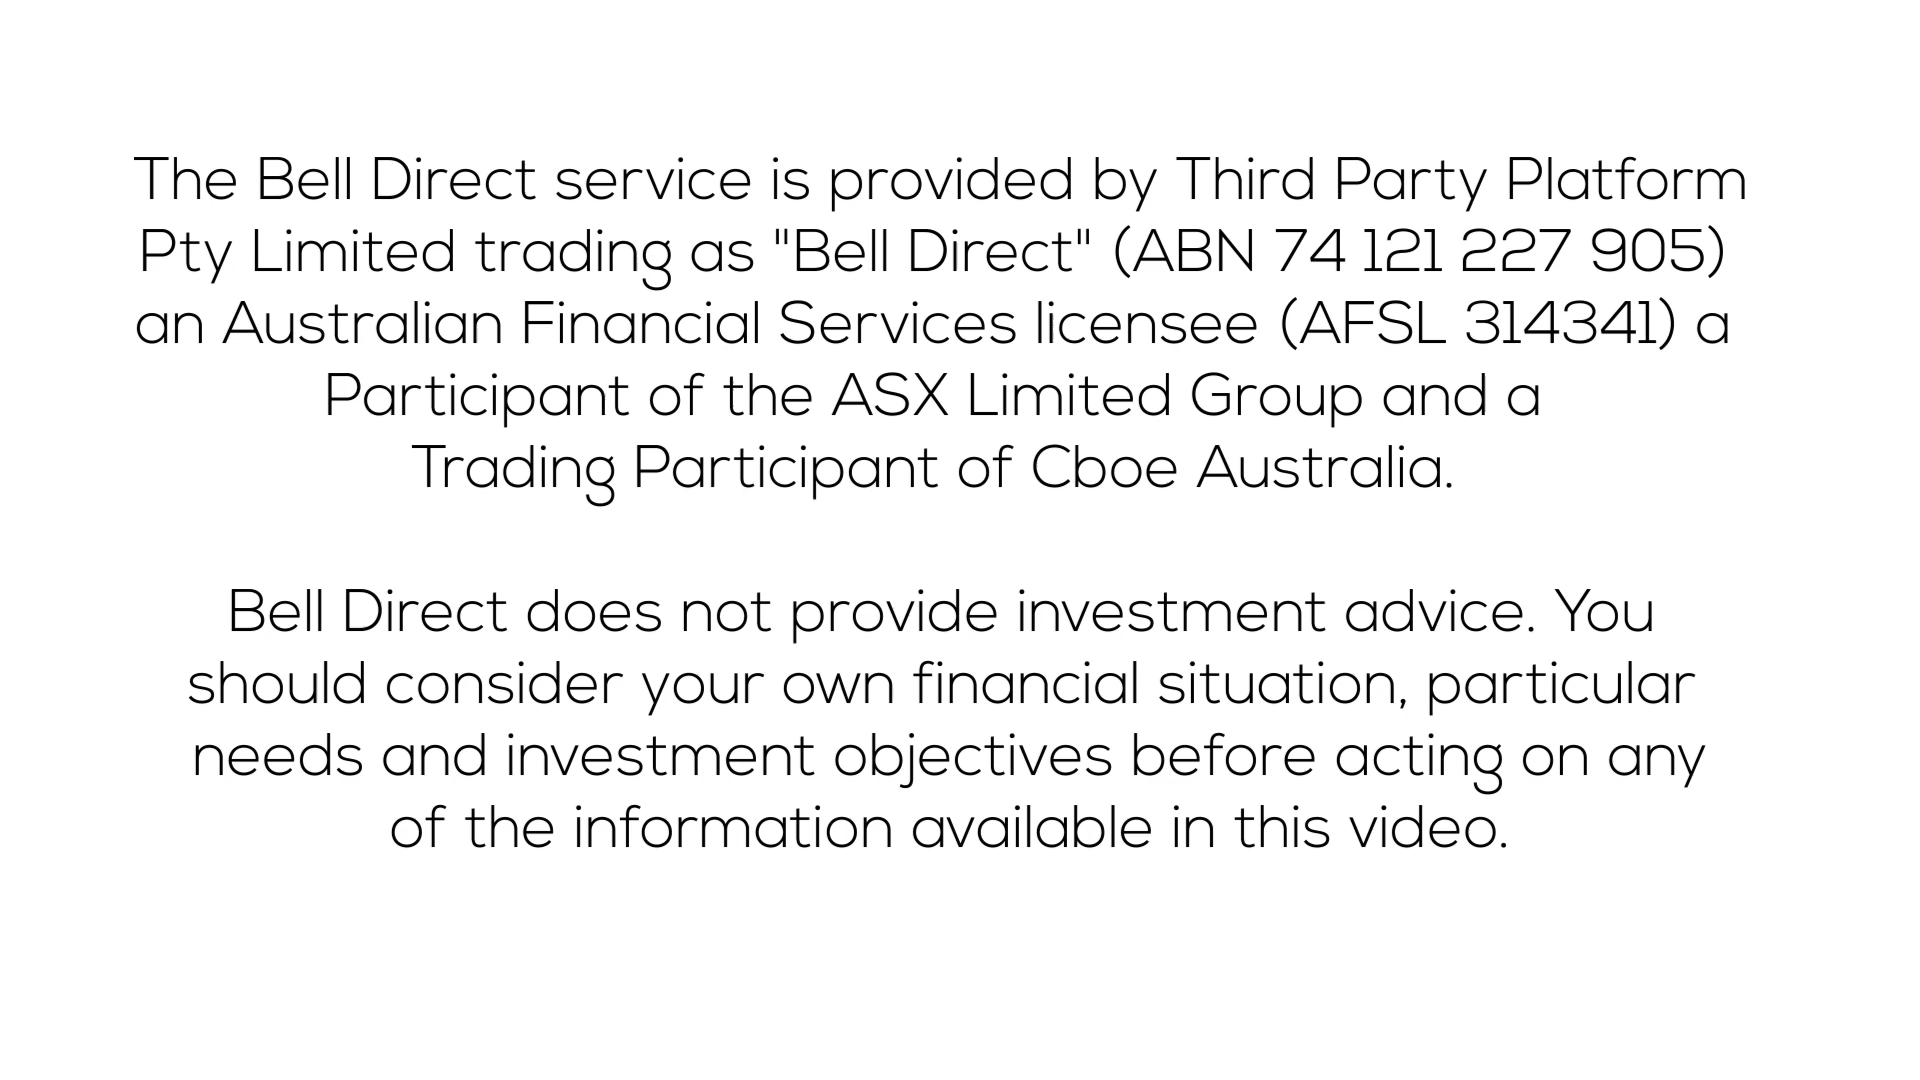 The Bell Direct service is provided by Third Party Platform
Pty Limited trading as "Bell Direct" (ABN 74 121 227 905)
an Australian Financial Services licensee (AFSL 314341) a
Participant of the ASX Limited Group and a
Trading Participant of Cboe Australia.
Bell Direct does not provide investment advice. You
should consider your own financial situation, particular
needs and investment objectives before acting on any
of the information available in this video.